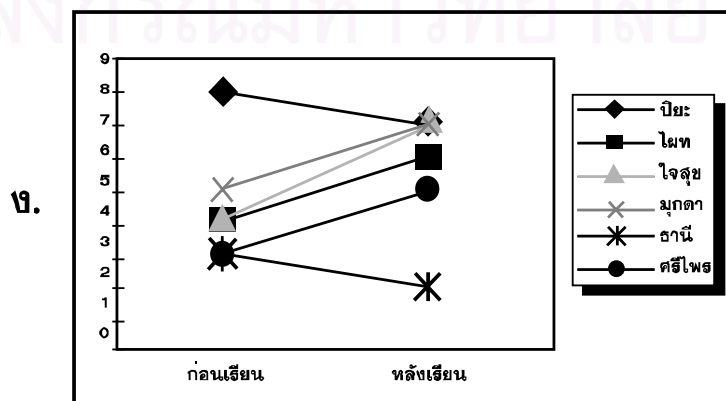 9
8
7
6
5
4
3
2
1
0
ง.
ก่อนเรียน
หลังเรียน
ปิยะ
ไผท
ใจสุข
มุกดา
ธานี
ศรีไพร